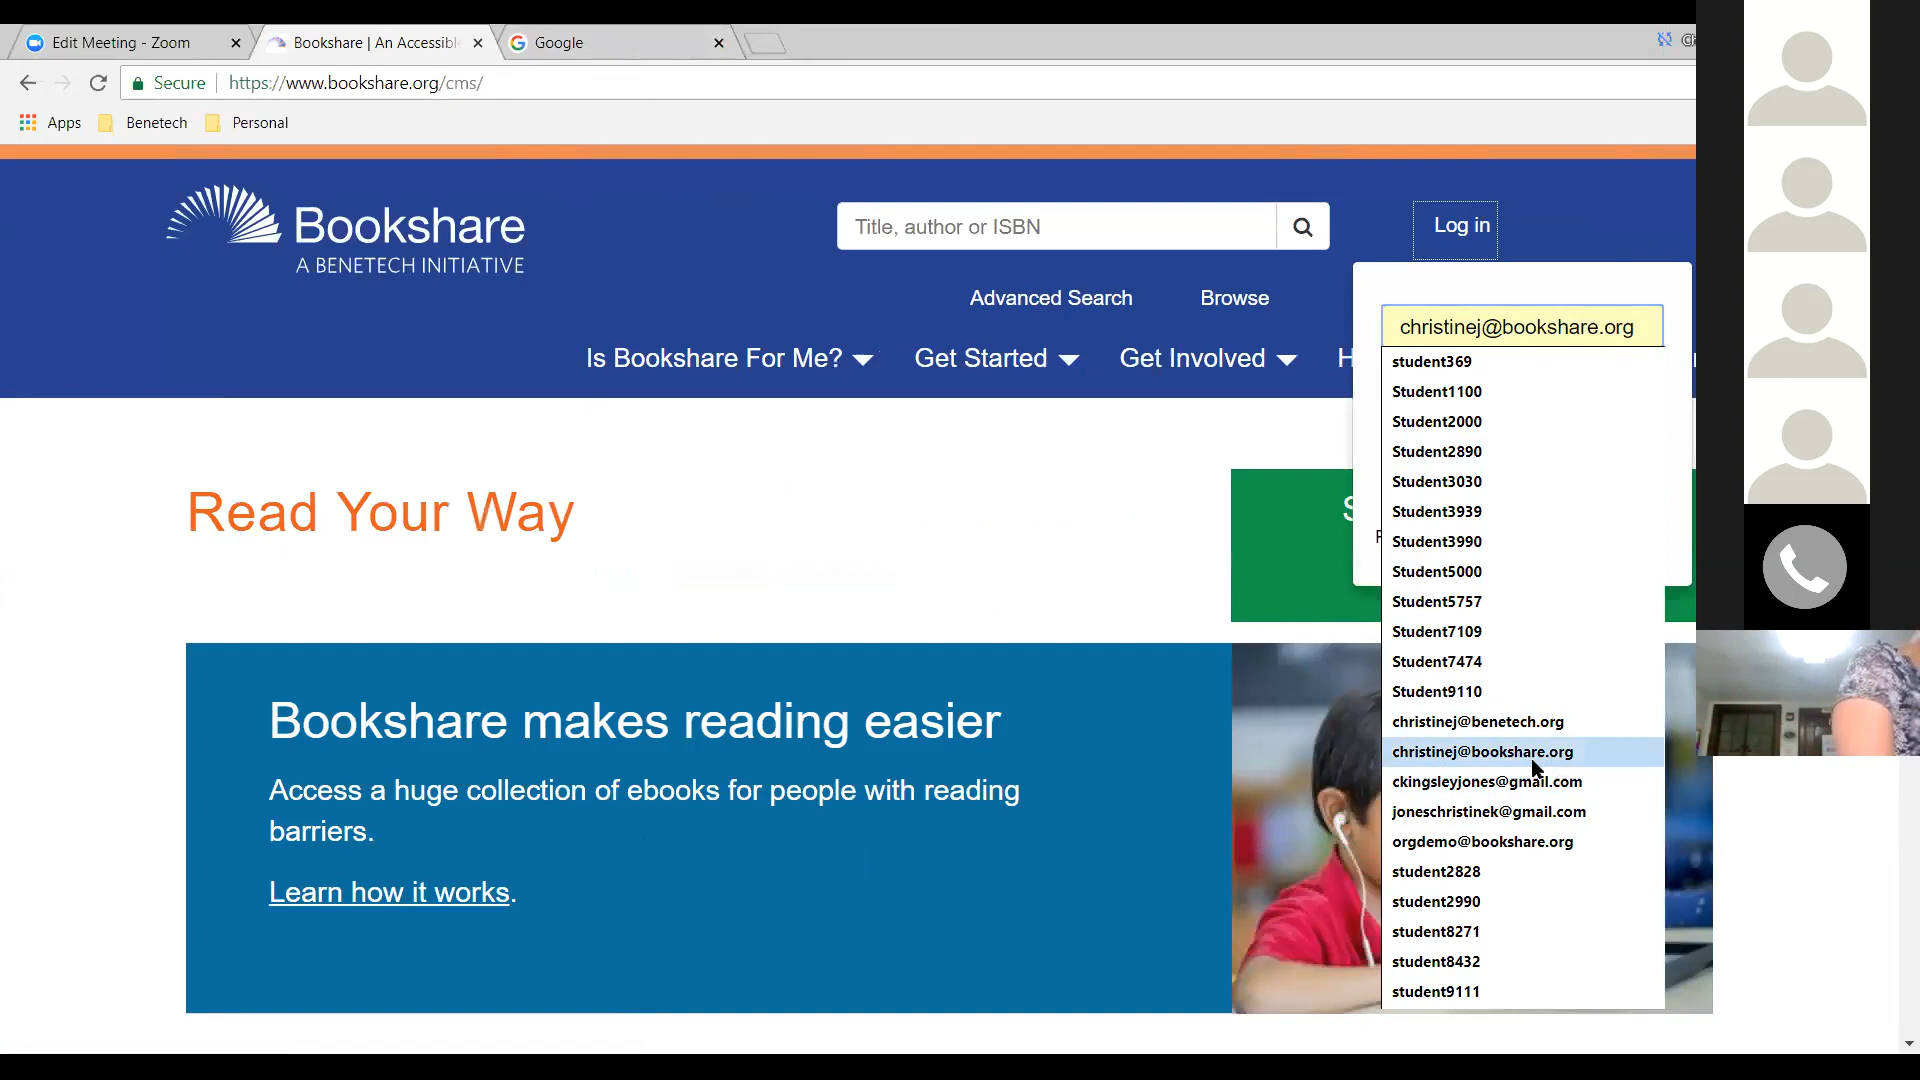 Edit Meeting - Zoom
Bookshare | An Accessible
Google
Secure
https://www.bookshare.org/cms/
Apps
Benetech
Personal
Bookshare
A BENETECH INITIATIVE
Title, author or ISBN
Log in
Advanced Search
Browse
Is Bookshare For Me?
Get Started
Get Involved
H
christinej@bookshare.org
student369
Student1100
Student2000
Student2890
Student3030
Student3939
Student3990
Student5000
Student5757
Student7109
Student7474
Student9110
christinej@benetech.org
christinej@bookshare.org
ckingsleyjones@gmail.com
joneschristinek@gmail.com
orgdemo@bookshare.org
student2828
student2990
student8271
student8432
student9111
Read Your Way
Bookshare makes reading easier
Access a huge collection of ebooks for people with reading
barriers.
Learn how it works.